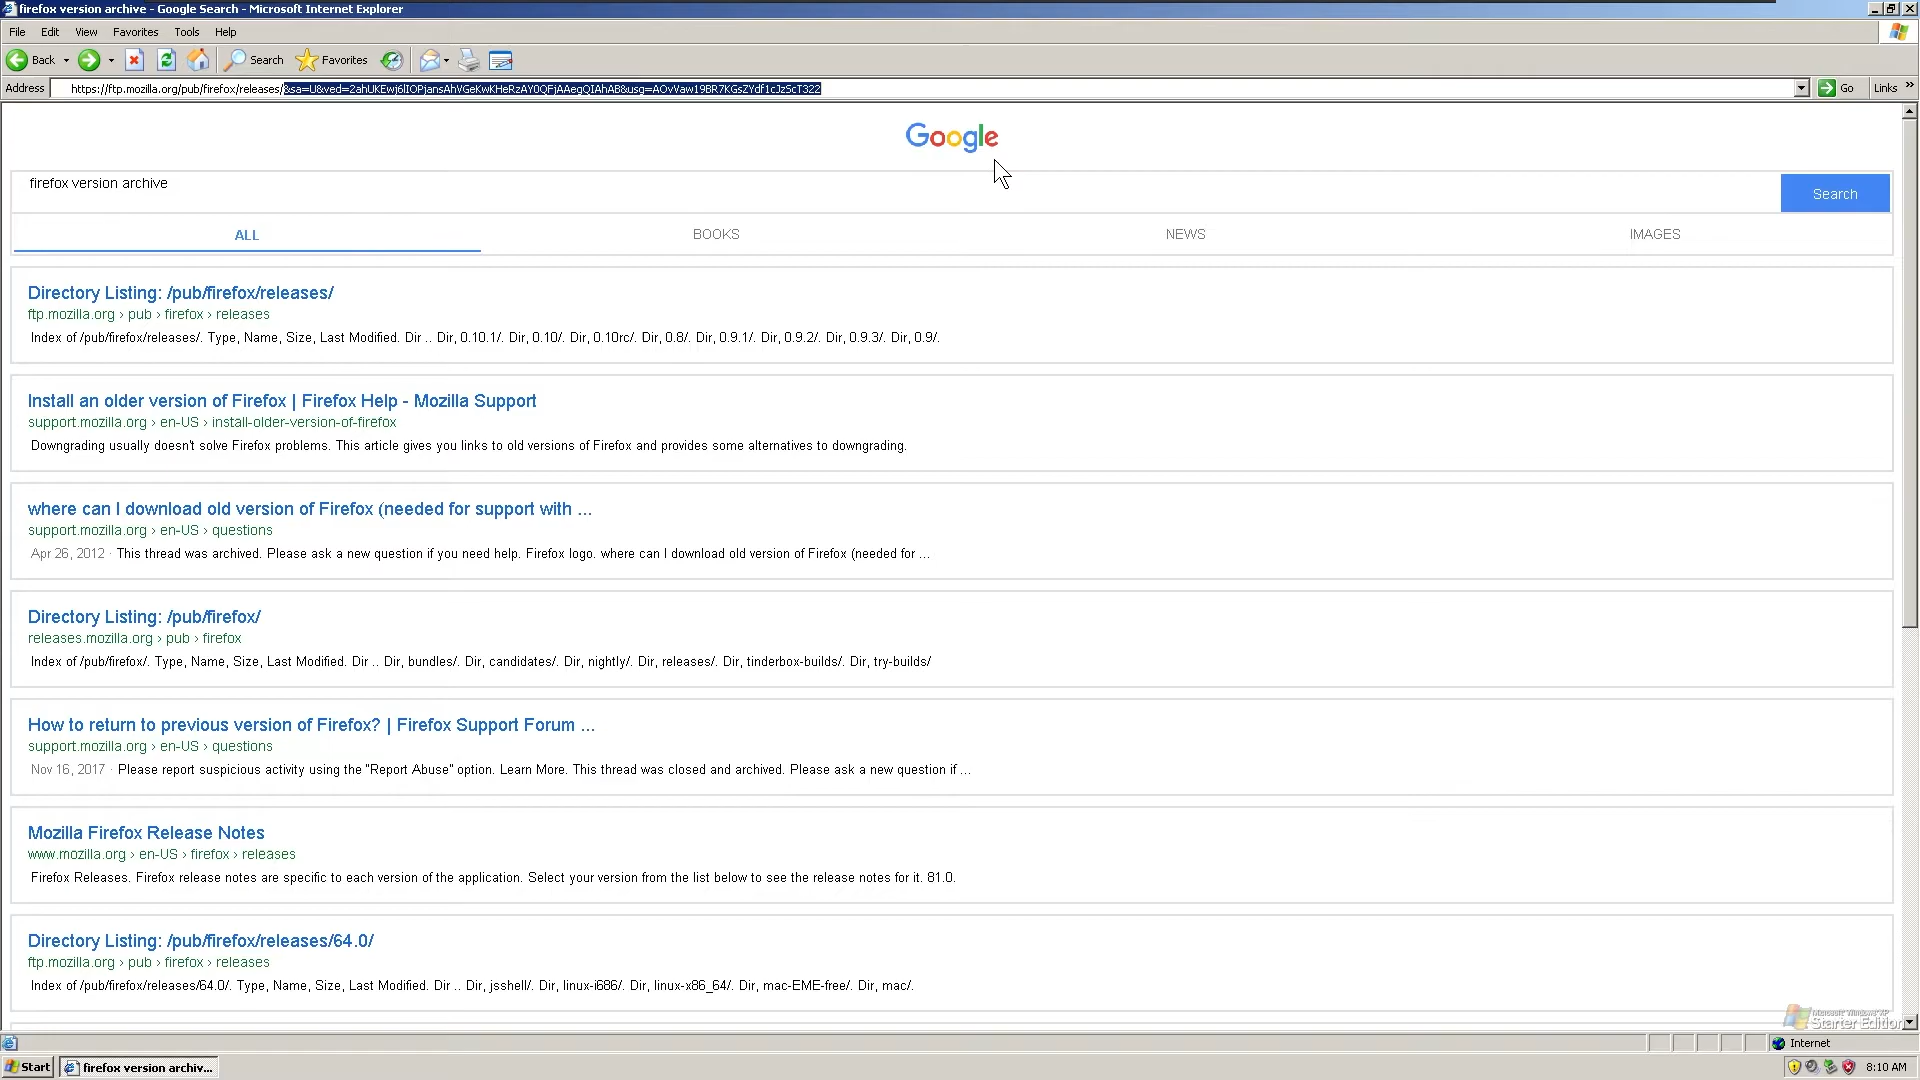 firefox version archive - Google Search - Microsoft Internet Explorer
File Edit View Favorites Tools Help
Back Search Favorites
Address https://ftp.mozilla.org/pub/firefox/releases/&sa=U&ved=2ahUKEwj6lIOPjansAhVGeKwKHeRzAY0QFjAAegQIAhAB&usg=AOvVaw19BR7KGsZYdf1cJzScT322 Go Links »
Google
firefox version archive
Search
ALL BOOKS NEWS IMAGES
Directory Listing: /pub/firefox/releases/
ftp.mozilla.org › pub › firefox › releases
Index of /pub/firefox/releases/. Type, Name, Size, Last Modified. Dir .. Dir, 0.10.1/. Dir, 0.10/. Dir, 0.10rc/. Dir, 0.8/. Dir, 0.9.1/. Dir, 0.9.2/. Dir, 0.9.3/. Dir, 0.9/.
Install an older version of Firefox | Firefox Help - Mozilla Support
support.mozilla.org › en-US › install-older-version-of-firefox
Downgrading usually doesn't solve Firefox problems. This article gives you links to old versions of Firefox and provides some alternatives to downgrading.
where can I download old version of Firefox (needed for support with ...
support.mozilla.org › en-US › questions
Apr 26, 2012 · This thread was archived. Please ask a new question if you need help. Firefox logo. where can I download old version of Firefox (needed for ...
Directory Listing: /pub/firefox/
releases.mozilla.org › pub › firefox
Index of /pub/firefox/. Type, Name, Size, Last Modified. Dir .. Dir, bundles/. Dir, candidates/. Dir, nightly/. Dir, releases/. Dir, tinderbox-builds/. Dir, try-builds/
How to return to previous version of Firefox? | Firefox Support Forum ...
support.mozilla.org › en-US › questions
Nov 16, 2017 · Please report suspicious activity using the "Report Abuse" option. Learn More. This thread was closed and archived. Please ask a new question if ...
Mozilla Firefox Release Notes
www.mozilla.org › en-US › firefox › releases
Firefox Releases. Firefox release notes are specific to each version of the application. Select your version from the list below to see the release notes for it. 81.0.
Directory Listing: /pub/firefox/releases/64.0/
ftp.mozilla.org › pub › firefox › releases
Index of /pub/firefox/releases/64.0/. Type, Name, Size, Last Modified. Dir .. Dir, jsshell/. Dir, linux-i686/. Dir, linux-x86_64/. Dir, mac-EME-free/. Dir, mac/.
Microsoft Windows XP
Starter Edition
Internet
Start firefox version archiv... 8:10 AM